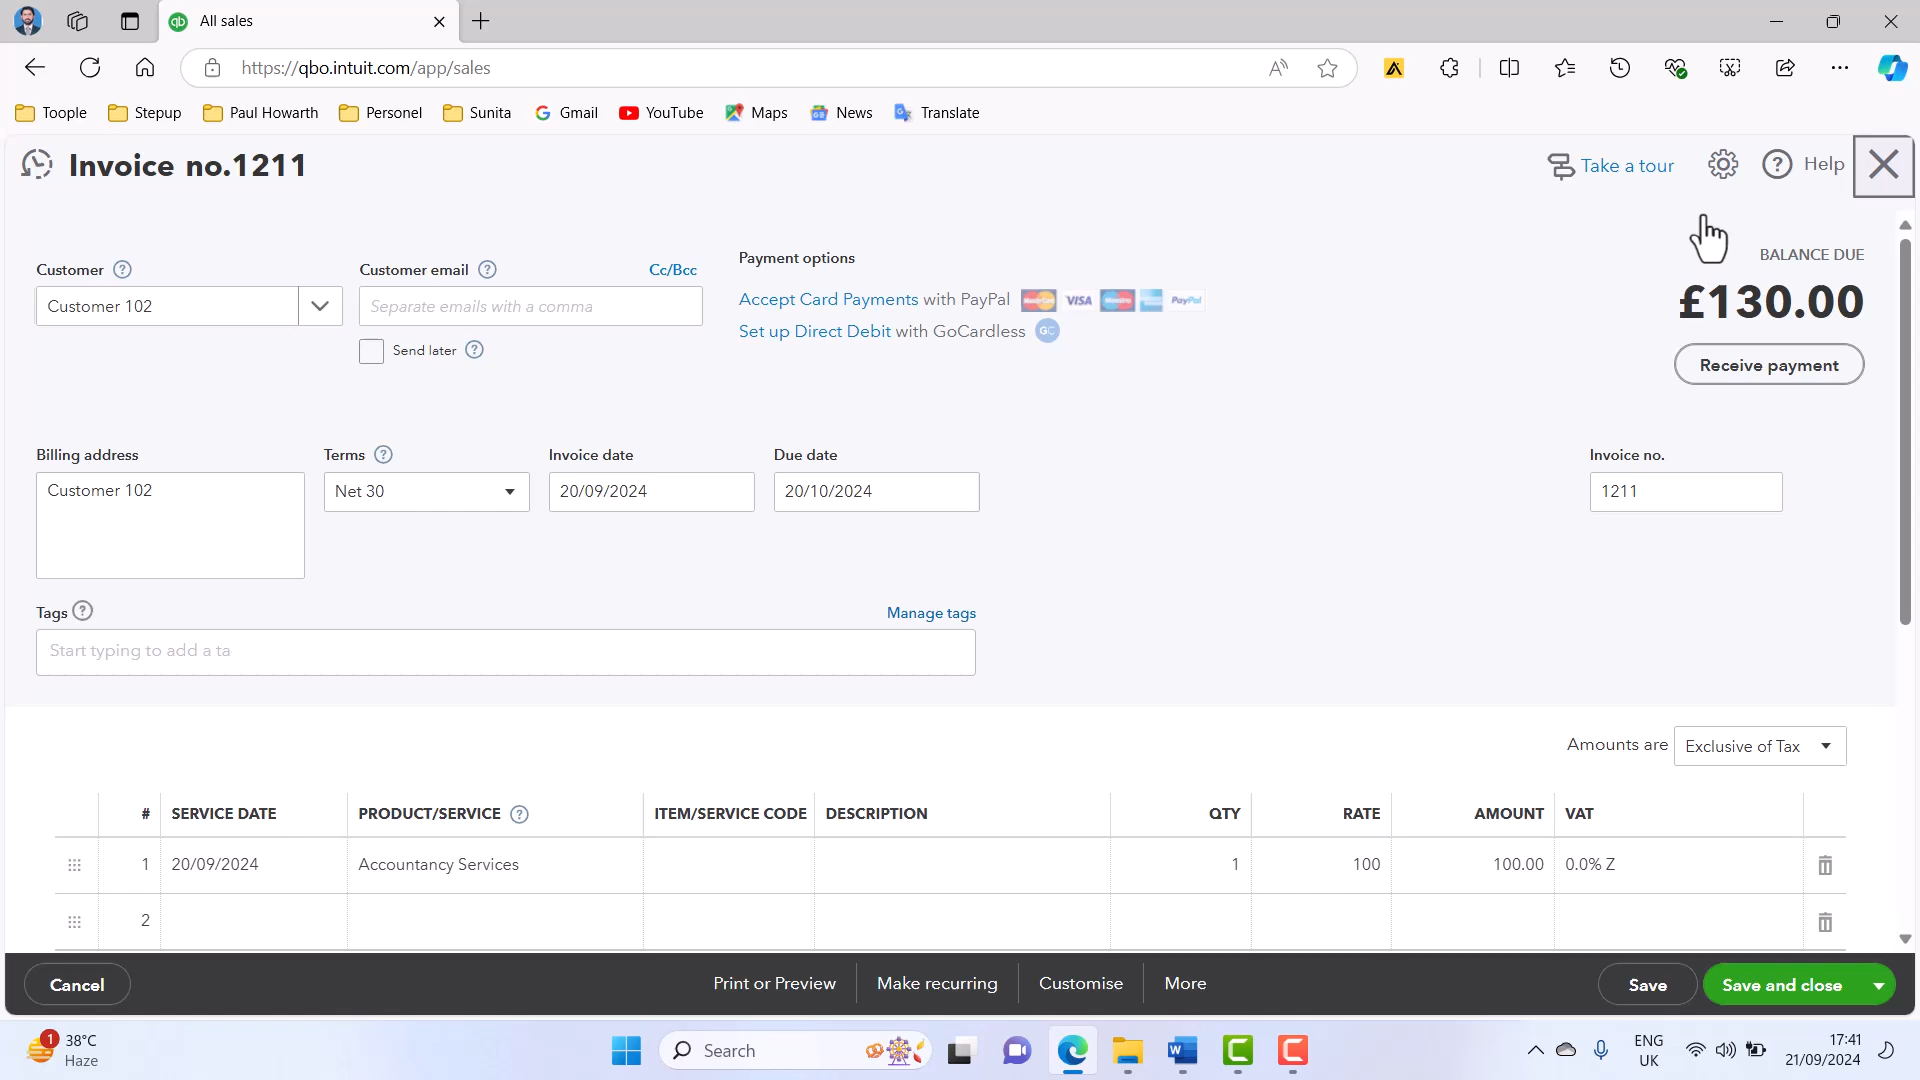 All sales
https://qbo.intuit.com/app/sales
Toople
Stepup
Paul Howarth
Personel
Sunita
Gmail
YouTube
Maps
News
Translate
Invoice no.1211
Take a tour
Help
Customer
Customer email
Cc/Bcc
Payment options
BALANCE DUE
Customer 102
Separate emails with a comma
Accept Card Payments with PayPal
VISA
PayPal
£130.00
Set up Direct Debit with GoCardless GC
Send later
Receive payment
Billing address
Terms
Invoice date
Due date
Invoice no.
Customer 102
Net 30
20/09/2024
20/10/2024
1211
Tags
Manage tags
Start typing to add a ta
Amounts are
Exclusive of Tax
# SERVICE DATE PRODUCT/SERVICE ITEM/SERVICE CODE DESCRIPTION QTY RATE AMOUNT VAT
1 20/09/2024 Accountancy Services 1 100 100.00 0.0% Z
2
Cancel
Print or Preview
Make recurring
Customise
More
Save
Save and close
1
38°C
Haze
Search
ENG
UK
17:41
21/09/2024